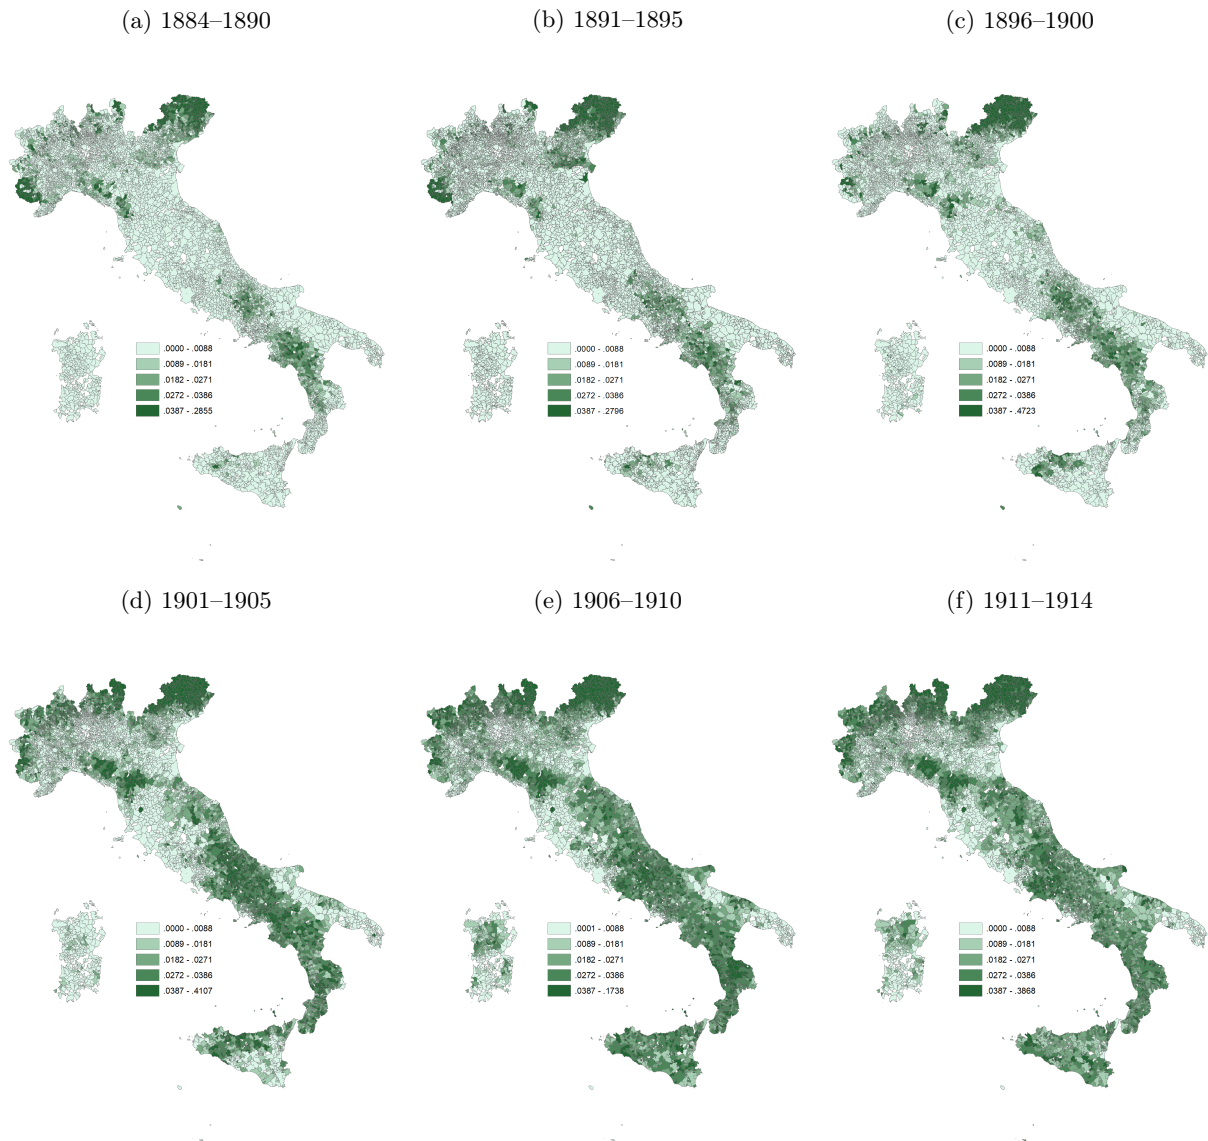 (a) 1884–1890
(b) 1891–1895
(c) 1896–1900
.0000 - .0088
.0089 - .0181
.0182 - .0271
.0272 - .0386
.0387 - .2855
.0000 - .0088
.0089 - .0181
.0182 - .0271
.0272 - .0386
.0387 - .2796
.0000 - .0088
.0089 - .0181
.0182 - .0271
.0272 - .0386
.0387 - .4723
(d) 1901–1905
(e) 1906–1910
(f) 1911–1914
.0000 - .0088
.0089 - .0181
.0182 - .0271
.0272 - .0386
.0387 - .4107
.0001 - .0088
.0089 - .0181
.0182 - .0271
.0272 - .0386
.0387 - .1738
.0000 - .0088
.0089 - .0181
.0182 - .0271
.0272 - .0386
.0387 - .3868